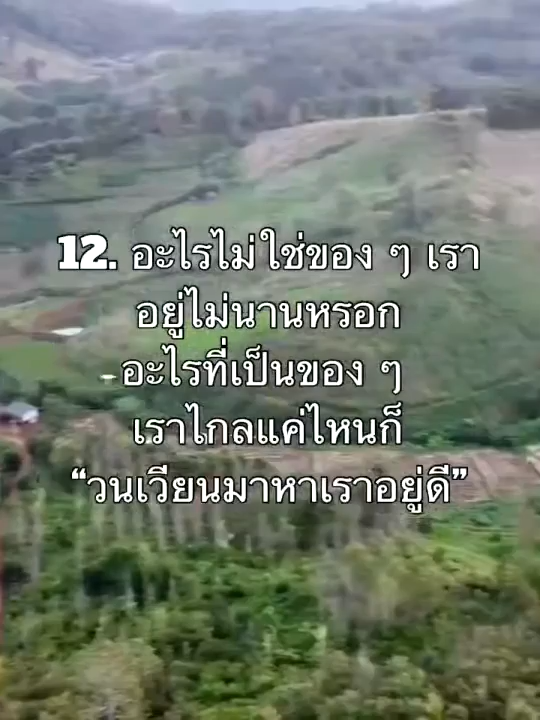 12. อะไรไม่ใช่ของ ๆ เรา
อยู่ไม่นานหรอก
อะไรที่เป็นของ ๆ
เราไกลแค่ไหนก็
“วนเวียนมาหาเราอยู่ดี”